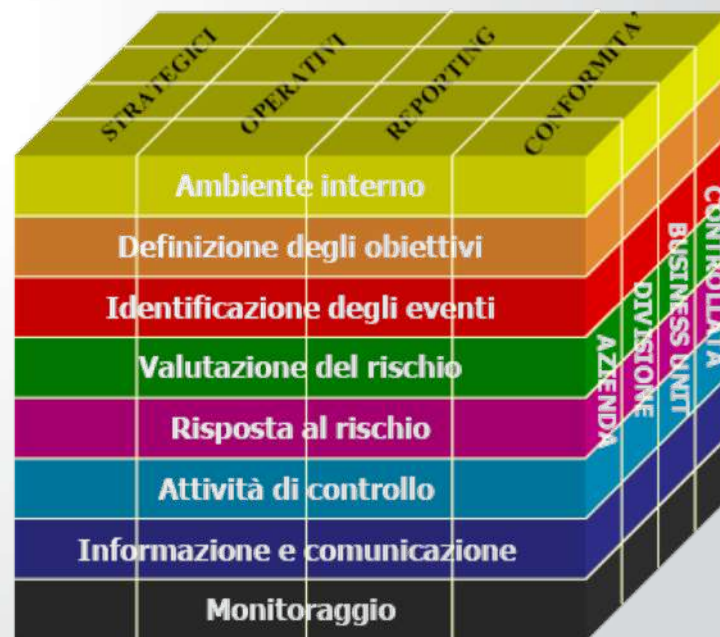 STRATEGICI
OPERATIVI
REPORTING
CONFORMITA'
Ambiente interno
Definizione degli obiettivi
Identificazione degli eventi
Valutazione del rischio
Risposta al rischio
Attività di controllo
Informazione e comunicazione
Monitoraggio
AZIENDA
DIVISIONE
BUSINESS UNIT
CONTROLLATA